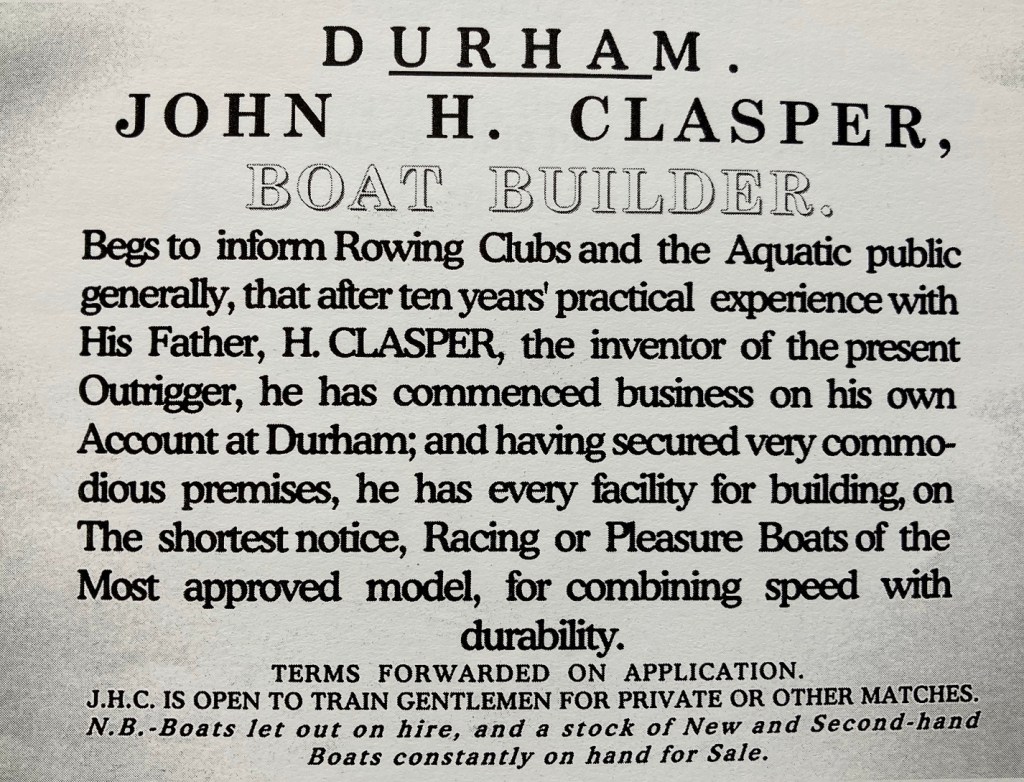 DURHAM.
JOHN H. CLASPER,
BOAT BUILDER.
Begs to inform Rowing Clubs and the Aquatic public
generally, that after ten years' practical experience with
His Father, H. CLASPER, the inventor of the present
Outrigger, he has commenced business on his own
Account at Durham; and having secured very commo-
dious premises, he has every facility for building, on
The shortest notice, Racing or Pleasure Boats of the
Most approved model, for combining speed with
durability.
TERMS FORWARDED ON APPLICATION.
J.H.C. IS OPEN TO TRAIN GENTLEMEN FOR PRIVATE OR OTHER MATCHES.
N.B.-Boats let out on hire, and a stock of New and Second-hand
Boats constantly on hand for Sale.